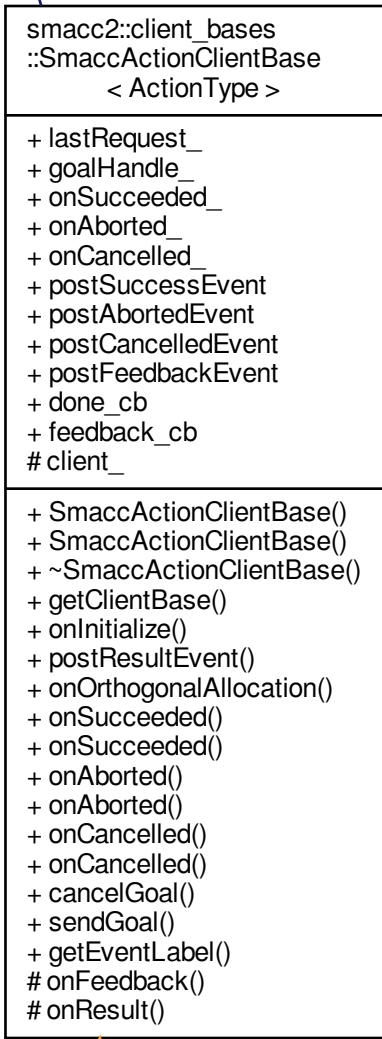 smacc2::client_bases
::SmaccActionClientBase
< ActionType >
+ lastRequest_
+ goalHandle_
+ onSucceeded_
+ onAborted_
+ onCancelled_
+ postSuccessEvent
+ postAbortedEvent
+ postCancelledEvent
+ postFeedbackEvent
+ done_cb
+ feedback_cb
# client_
+ SmaccActionClientBase()
+ SmaccActionClientBase()
+ ~SmaccActionClientBase()
+ getClientBase()
+ onInitialize()
+ postResultEvent()
+ onOrthogonalAllocation()
+ onSucceeded()
+ onSucceeded()
+ onAborted()
+ onAborted()
+ onCancelled()
+ onCancelled()
+ cancelGoal()
+ sendGoal()
+ getEventLabel()
# onFeedback()
# onResult()